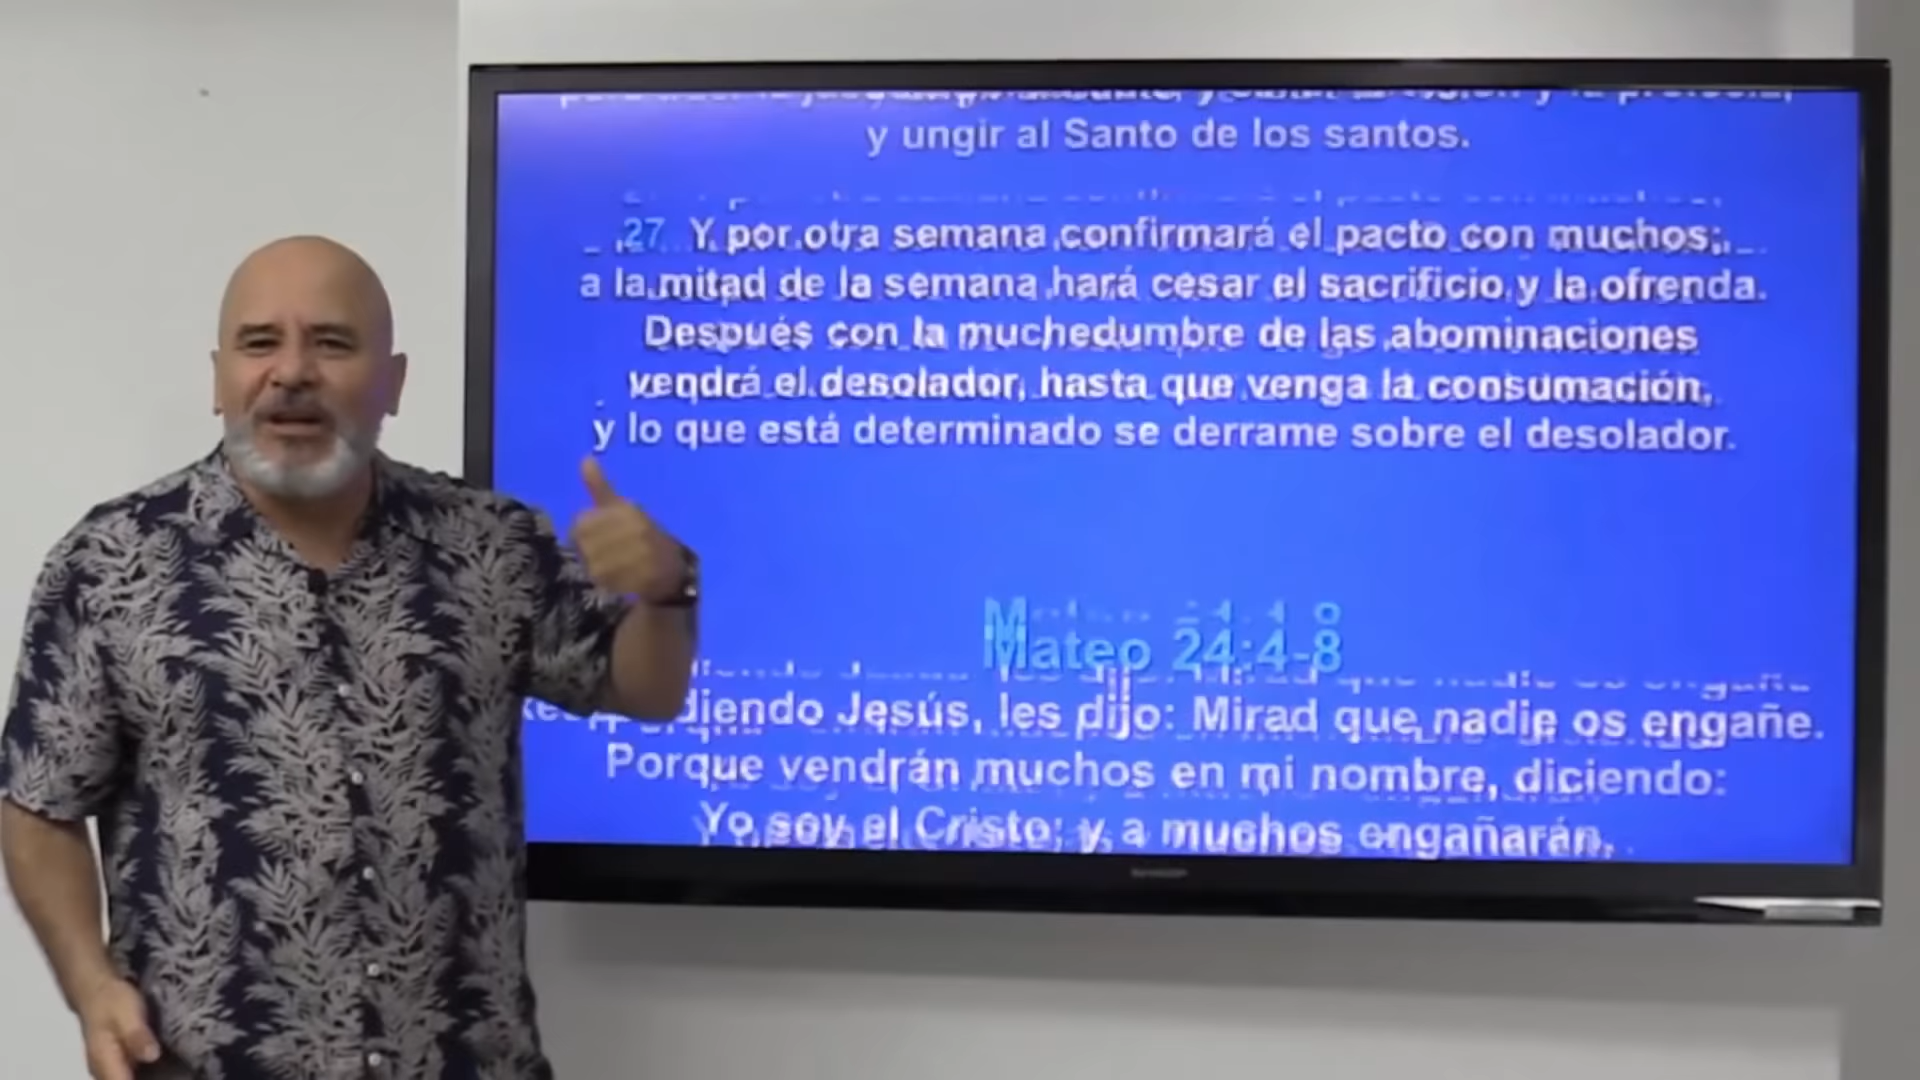 y ungir al Santo de los santos.
27 Y por otra semana confirmará el pacto con muchos;
a la mitad de la semana hará cesar el sacrificio y la ofrenda.
Después con la muchedumbre de las abominaciones
vendrá el desolador, hasta que venga la consumación,
y lo que está determinado se derrame sobre el desolador.
Mateo 24:4-8
diendo Jesús, les dijo: Mirad que nadie os engañe.
Porque vendrán muchos en mi nombre, diciendo:
Yo soy el Cristo; y a muchos engañarán.